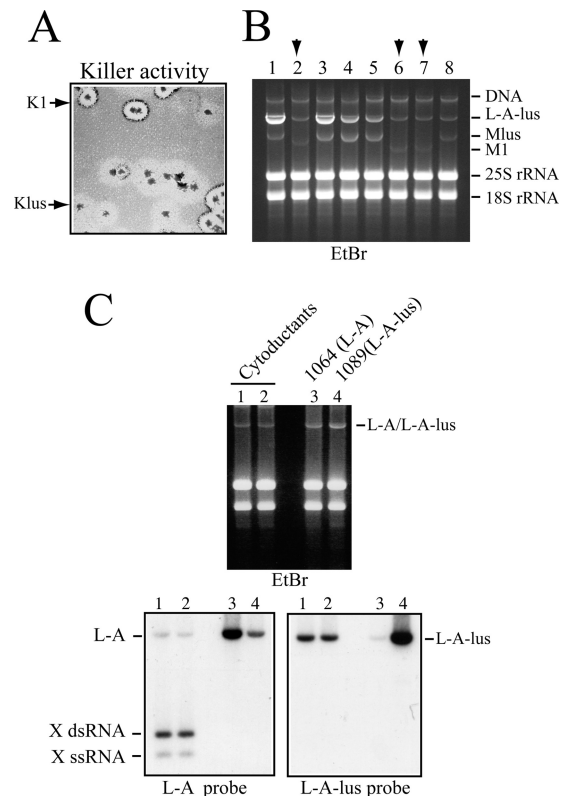 A
Killer activity
K1
Klus
B
1 2 3 4 5 6 7 8
DNA
L-A-lus
Mlus
M1
25S rRNA
18S rRNA
EtBr
C
Cytoductants
1064 (L-A)
1089(L-A-lus)
1 2 3 4
L-A/L-A-lus
EtBr
1 2 3 4
L-A
X dsRNA
X ssRNA
L-A probe
1 2 3 4
L-A-lus
L-A-lus probe